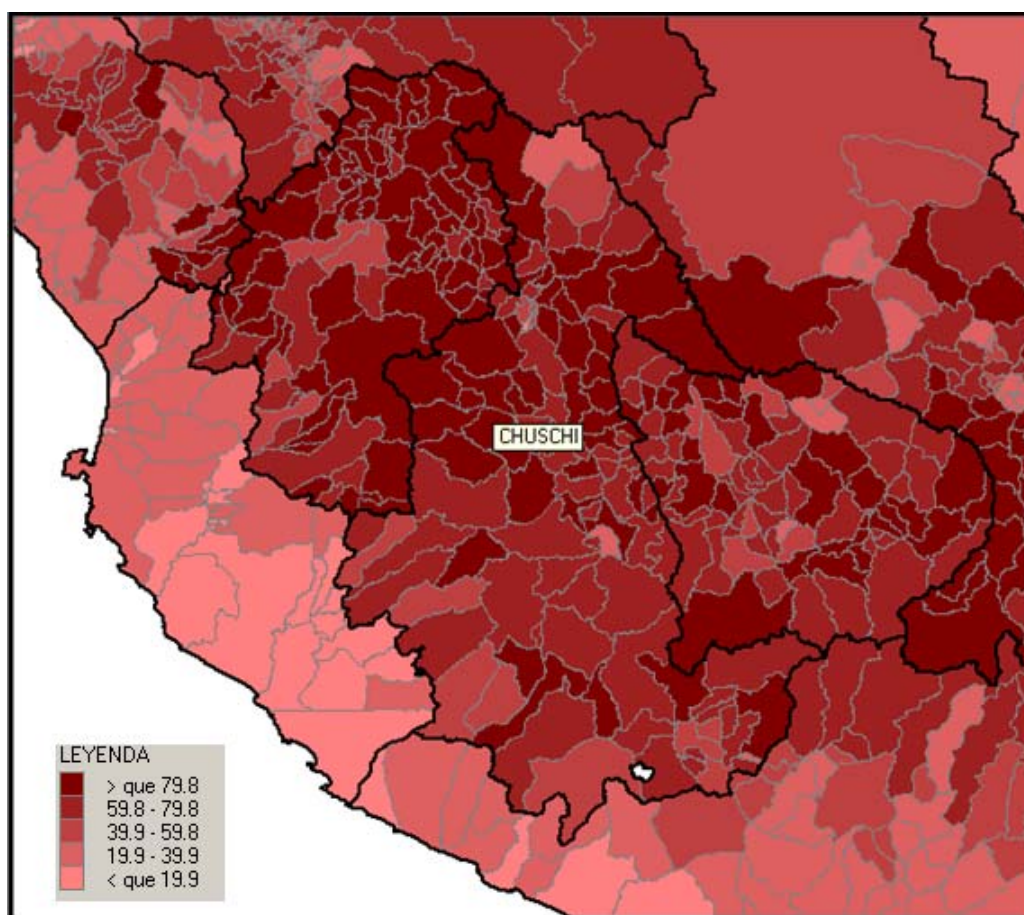 CHUSCHI
LEYENDA
> que 79.8
59.8 - 79.8
39.9 - 59.8
19.9 - 39.9
< que 19.9